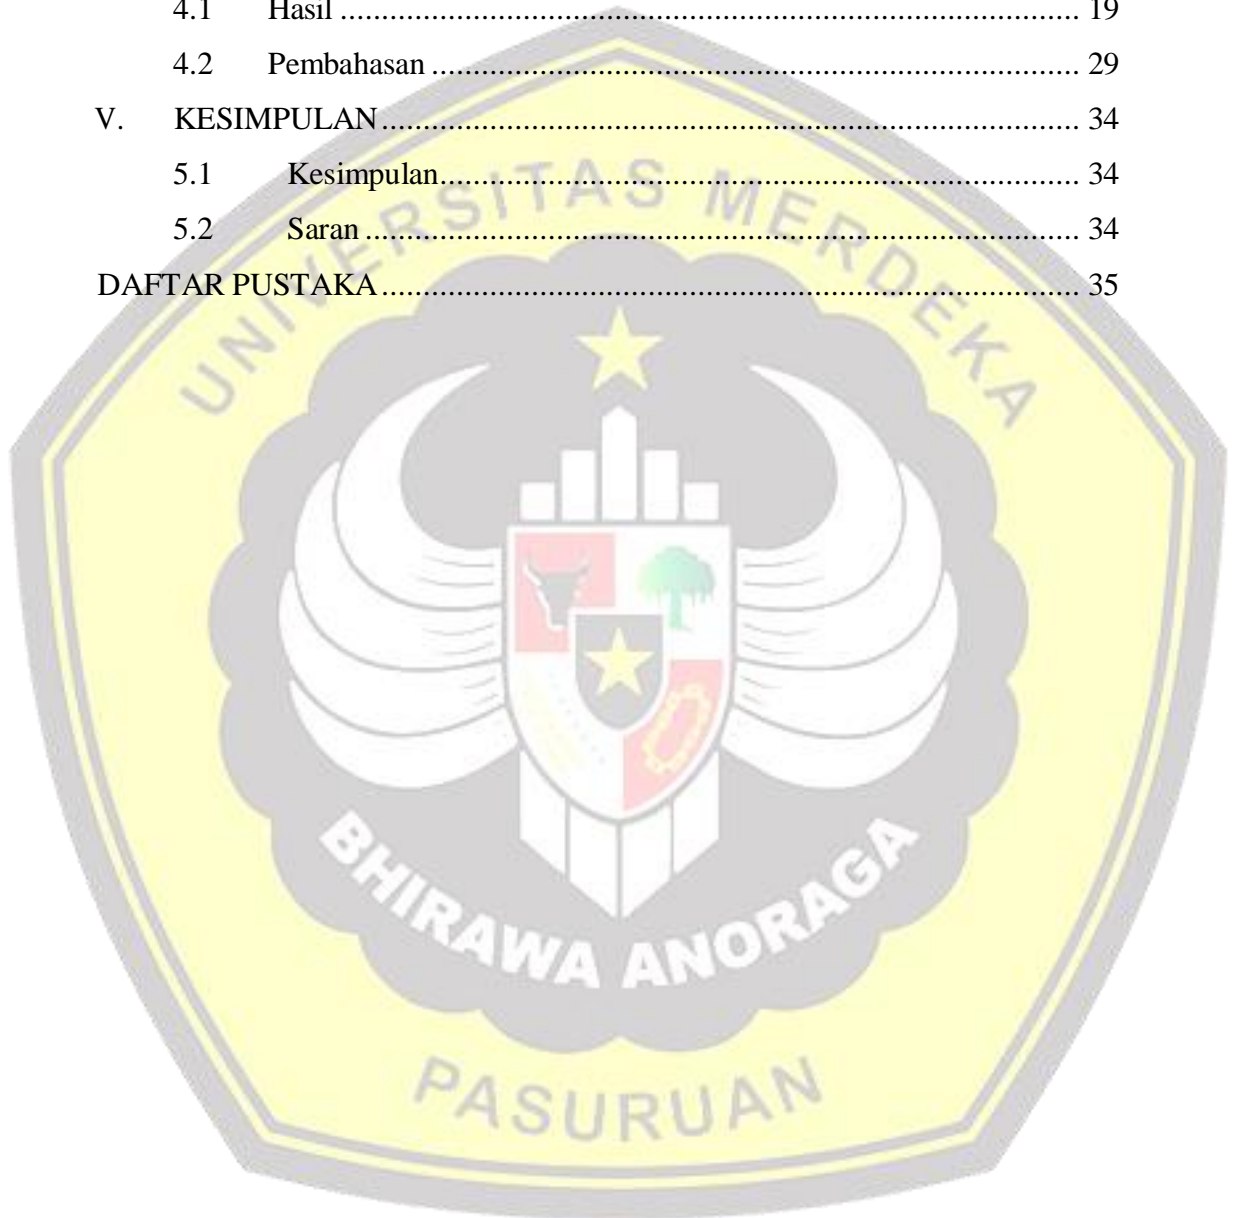 4.1 Hasil ........................................................................................ 19
4.2 Pembahasan ............................................................................. 29
V. KESIMPULAN ................................................................................... 34
5.1 Kesimpulan ............................................................................ 34
5.2 Saran ..................................................................................... 34
DAFTAR PUSTAKA ................................................................................... 35
UNIVERSITAS MERDEKA
BHIRAWA ANORAGA
PASURUAN